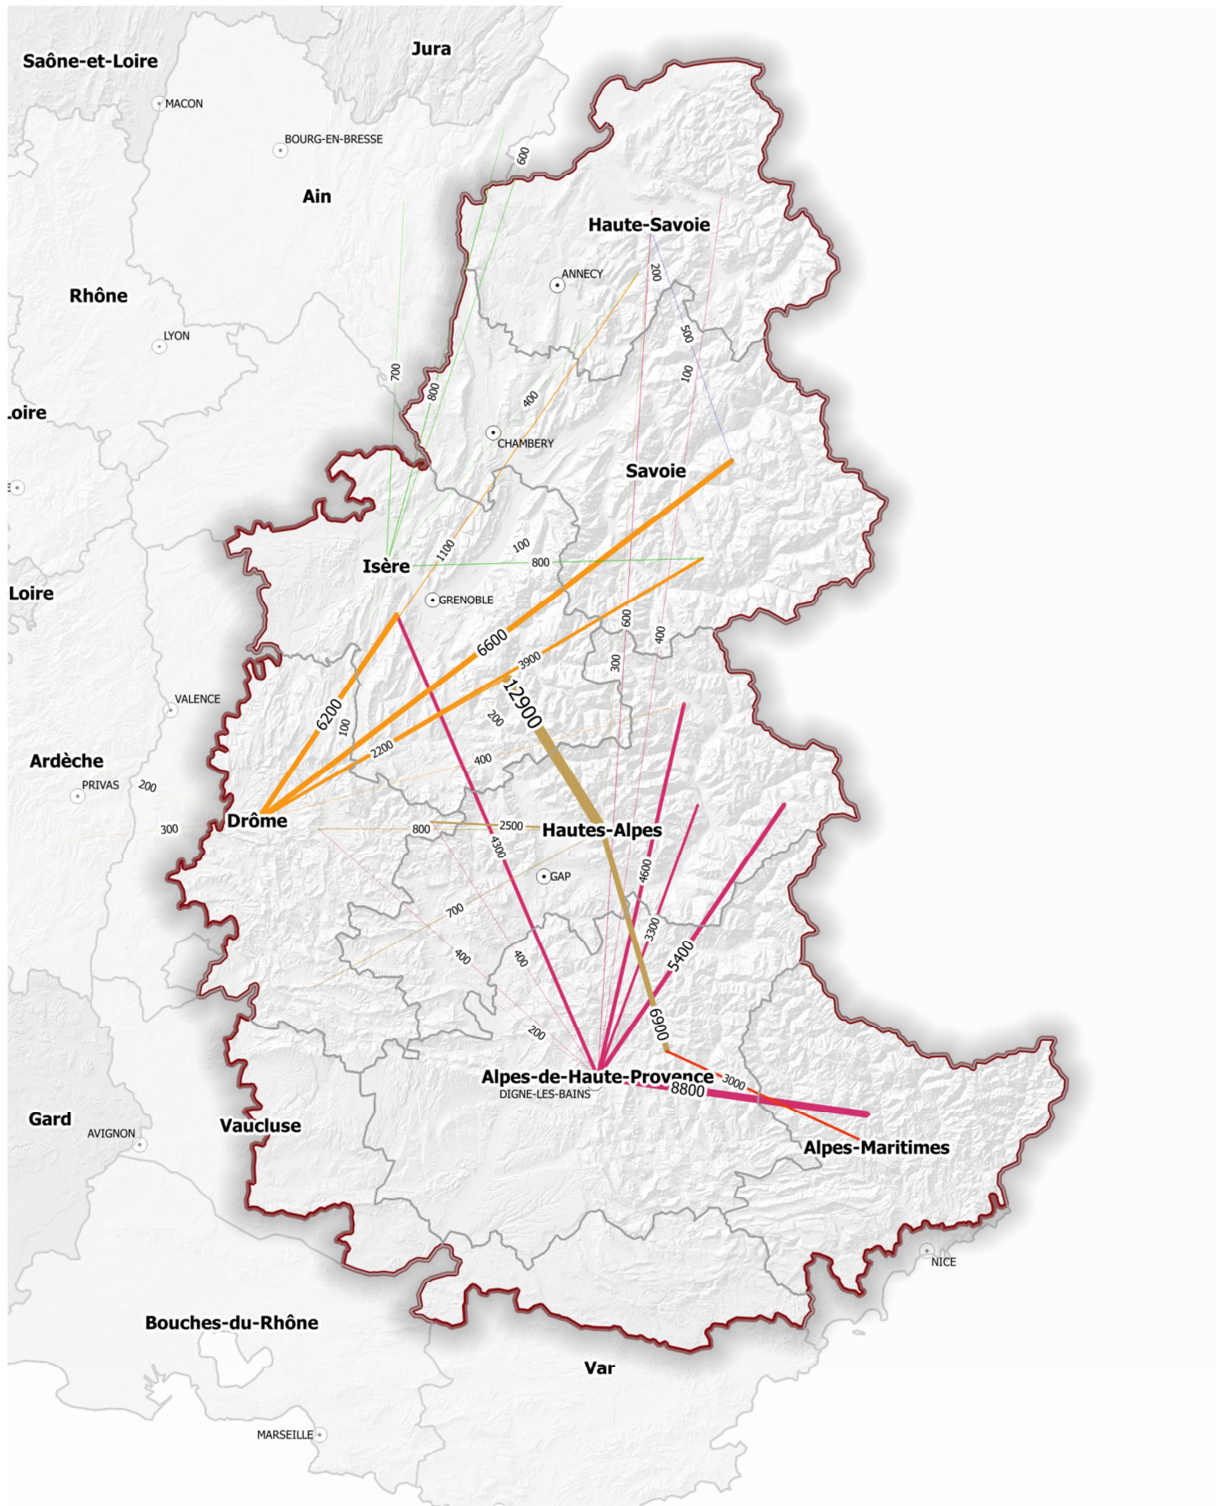 Jura
Saône-et-Loire
MACON
BOURG-EN-BRESSE
600
Ain
Haute-Savoie
200
ANNECY
Rhône
500
LYON
700
100
800
400
Loire
CHAMBERY
Savoie
E
1100
100
800
Isère
Loire
GRENOBLE
600
400
6600
3900
300
VALENCE
12900
6200
100
200
2200
400
Ardèche
PRIVAS
200
300
Drôme
800
2500
Hautes-Alpes
4300
4600
GAP
700
3300
400
400
5400
200
6900
Alpes-de-Haute-Provence
3000
8800
DIGNE-LES-BAINS
Gard
Vaucluse
AVIGNON
Alpes-Maritimes
NICE
Bouches-du-Rhône
Var
MARSEILLE